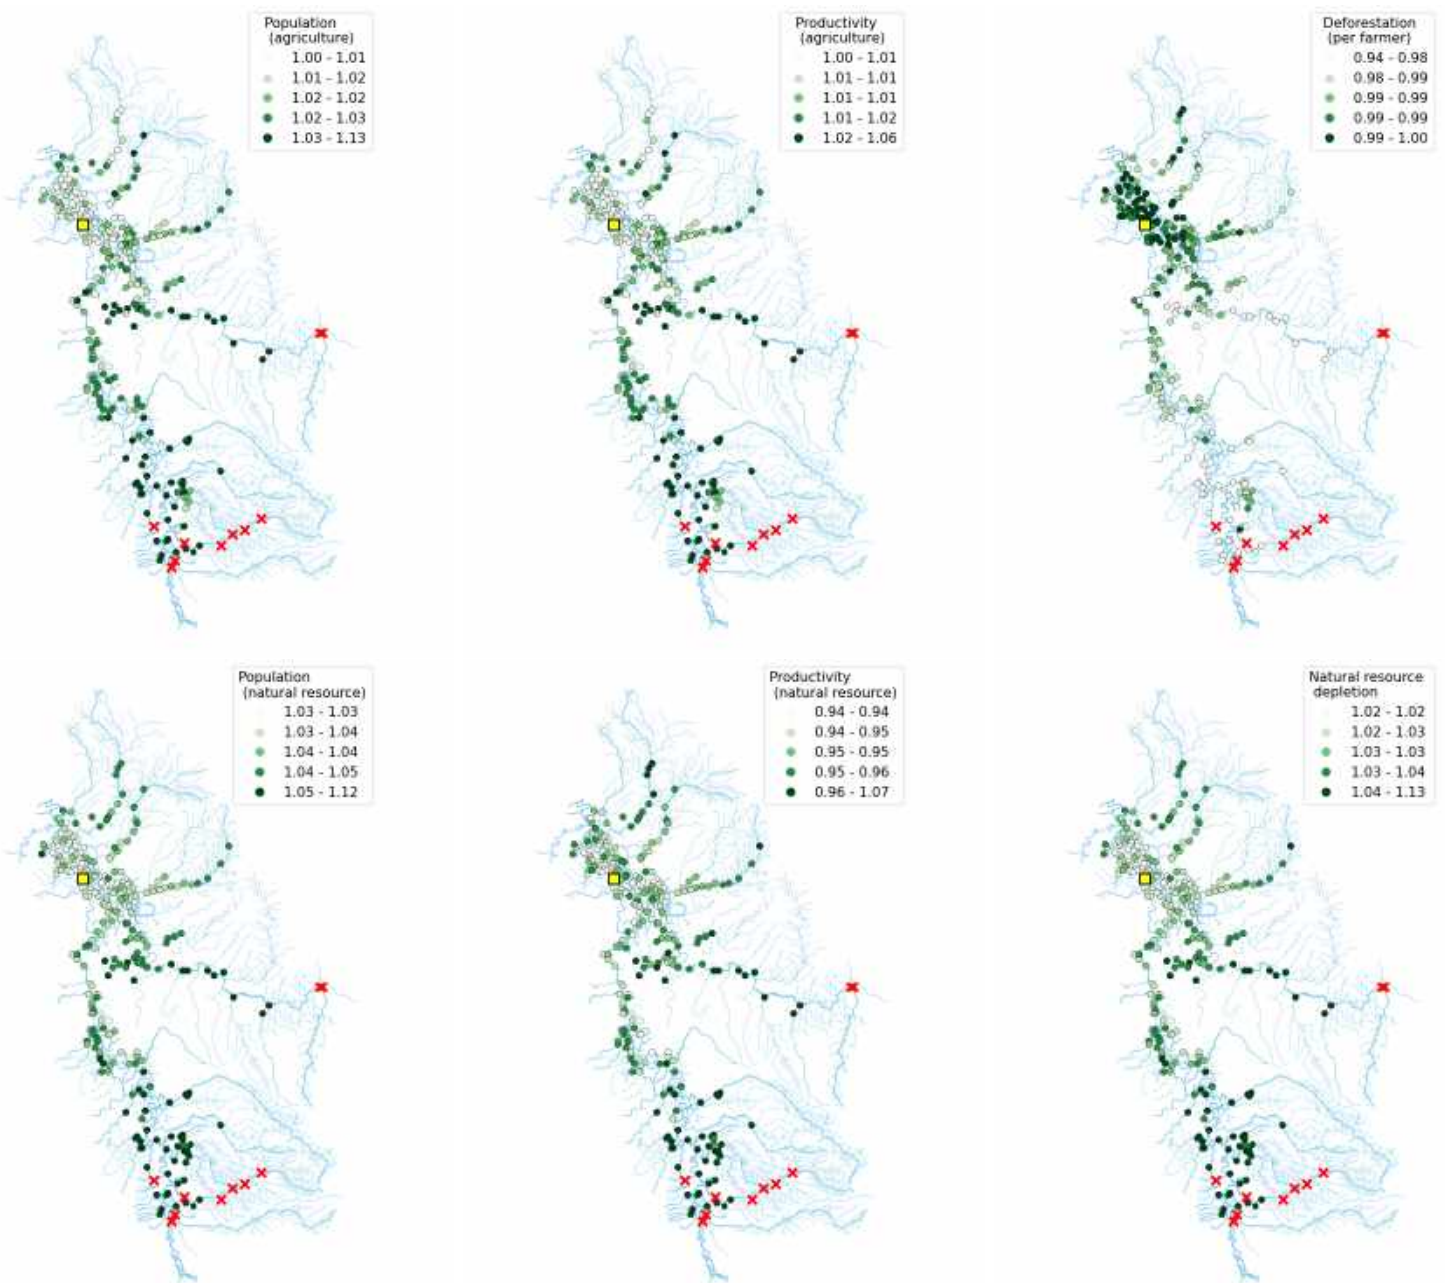 Population
(agriculture)
1.00 - 1.01
1.01 - 1.02
1.02 - 1.02
1.02 - 1.03
1.03 - 1.13
Productivity
(agriculture)
1.00 - 1.01
1.01 - 1.01
1.01 - 1.01
1.01 - 1.02
1.02 - 1.06
Deforestation
(per farmer)
0.94 - 0.98
0.98 - 0.99
0.99 - 0.99
0.99 - 0.99
0.99 - 1.00
Population
(natural resource)
1.03 - 1.03
1.03 - 1.04
1.04 - 1.04
1.04 - 1.05
1.05 - 1.12
Productivity
(natural resource)
0.94 - 0.94
0.94 - 0.95
0.95 - 0.95
0.95 - 0.96
0.96 - 1.07
Natural resource
depletion
1.02 - 1.02
1.02 - 1.03
1.03 - 1.03
1.03 - 1.04
1.04 - 1.13